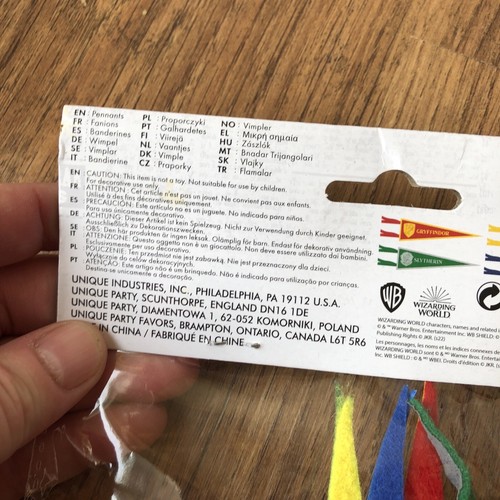 EN : Pennants
FR : Fanions
ES : Banderines
DE : Wimpel
SE : Vimplar
IT : Bandierine
PL : Proporczyki
PT : Galhardetes
FI : Viirejä
NL : Vaantjes
DK : Vimple
CZ : Praporky
NO : Vimpler
EL : Μικρή σημαία
HU : Zászlók
MT : Bnadar Trijangolari
SK : Vlajky
TR : Flamalar
EN CAUTION: This item is not a toy. Not suitable for use by children.
For decorative use only.
FR ATTENTION: Cet article n'est pas un jouet. Ne convient pas aux enfants.
Utilisé à des fins décoratives uniquement.
ES PRECAUCIÓN: Este artículo no es un juguete. No indicado para niños.
Para uso únicamente decorativo.
DE ACHTUNG: Dieser Artikel ist kein Spielzeug. Nicht zur Verwendung durch Kinder geeignet.
Ausschließlich zu Dekorationszwecken.
SE OBS: Den här produkten är ingen leksak. Olämplig för barn. Endast för dekorativ användning.
IT ATTENZIONE: Questo oggetto non è un giocattolo. Non deve essere utilizzato dai bambini.
Esclusivamente per uso decorativo.
PL POUCZENIE: Ten przedmiot nie jest zabawką. Nie jest przeznaczony dla dzieci.
Wyłącznie do celów dekoracyjnych.
PT ATENÇÃO: Este artigo não é um brinquedo. Não é indicado para utilização por crianças.
Destina-se unicamente a decoração.
UNIQUE INDUSTRIES, INC., PHILADELPHIA, PA 19112 U.S.A.
UNIQUE PARTY, SCUNTHORPE, ENGLAND DN16 1DE
UNIQUE PARTY, DIAMENTOWA 1, 62-052 KOMORNIKI, POLAND
UNIQUE PARTY FAVORS, BRAMPTON, ONTARIO, CANADA L6T 5R6
IN CHINA / FABRIQUÉ EN CHINE
GRYFFINDOR
SLYTHERIN
WB
WIZARDING
WORLD
WIZARDING WORLD characters, names and related
© & ™ Warner Bros. Entertainment Inc. WB SHIELD: ©
Publishing Rights © JKR. (s22)
Les personnages, les noms et les indices connexes de
WIZARDING WORLD sont © & ™ Warner Bros. Enter
Inc. WB SHIELD: © & ™ WBEI. Droits d'édition © JKR. (s